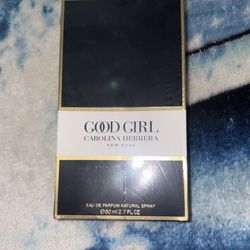 GOOD GIRL
CAROLINA HERRERA
NEW YORK
EAU DE PARFUM NATURAL SPRAY
℮80 ml 2.7 FL.OZ